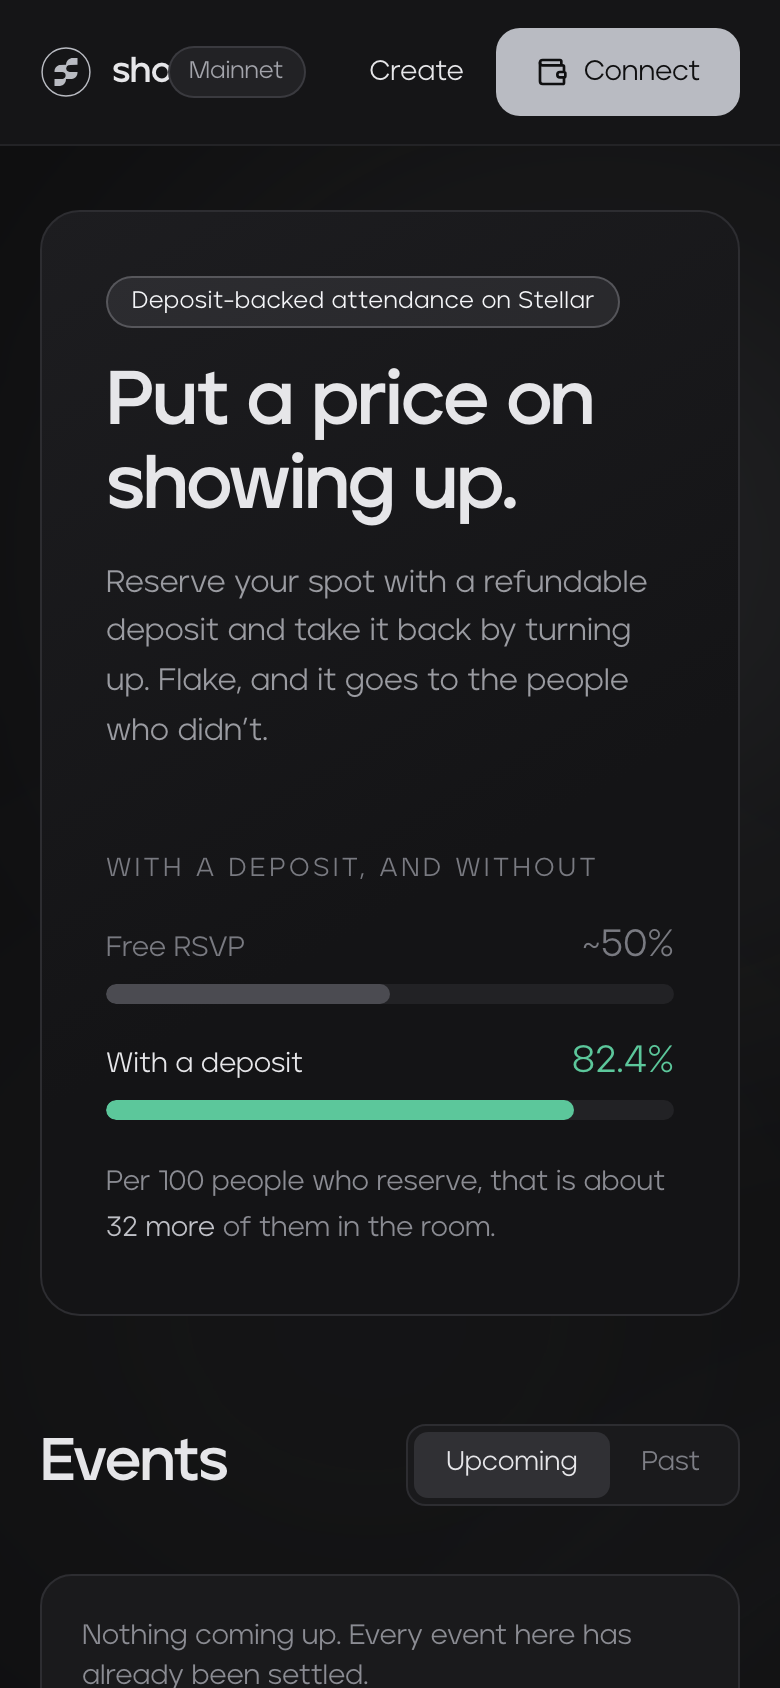 sho
Mainnet
Create
Connect
Deposit-backed attendance on Stellar
Put a price on
showing up.
Reserve your spot with a refundable
deposit and take it back by turning
up. Flake, and it goes to the people
who didn’t.
WITH A DEPOSIT, AND WITHOUT
Free RSVP
~50%
With a deposit
82.4%
Per 100 people who reserve, that is about
32 more of them in the room.
Events
Upcoming
Past
Nothing coming up. Every event here has
already been settled.